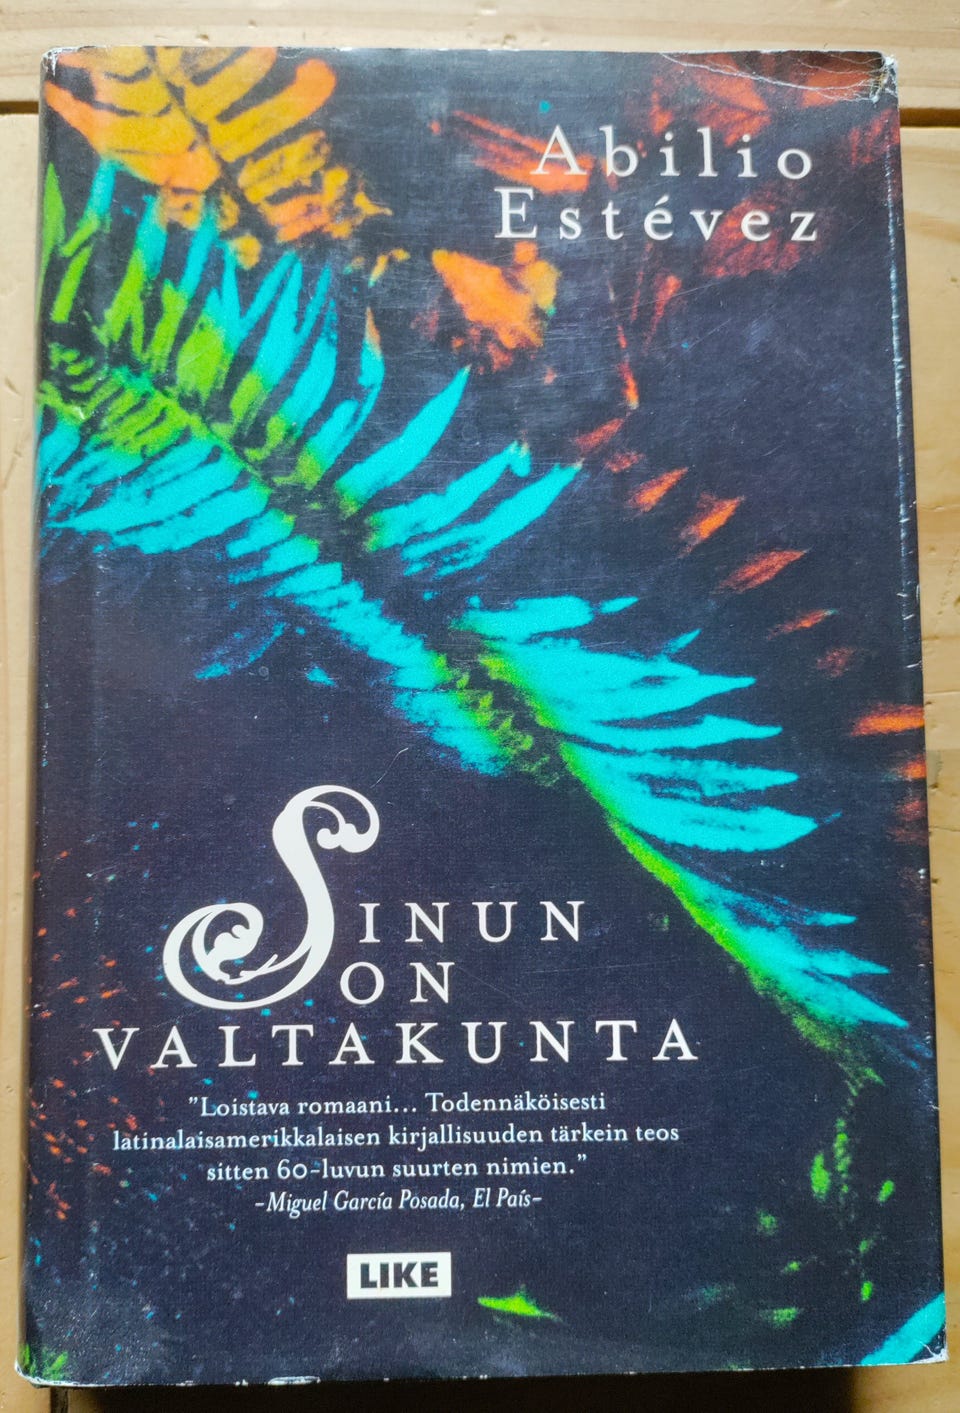 Abilio
Estévez
SINUN
ON
VALTAKUNTA
”Loistava romaani... Todennäköisesti
latinalaisamerikkalaisen kirjallisuuden tärkein teos
sitten 60-luvun suurten nimien.”
–Miguel García Posada, El País–
LIKE